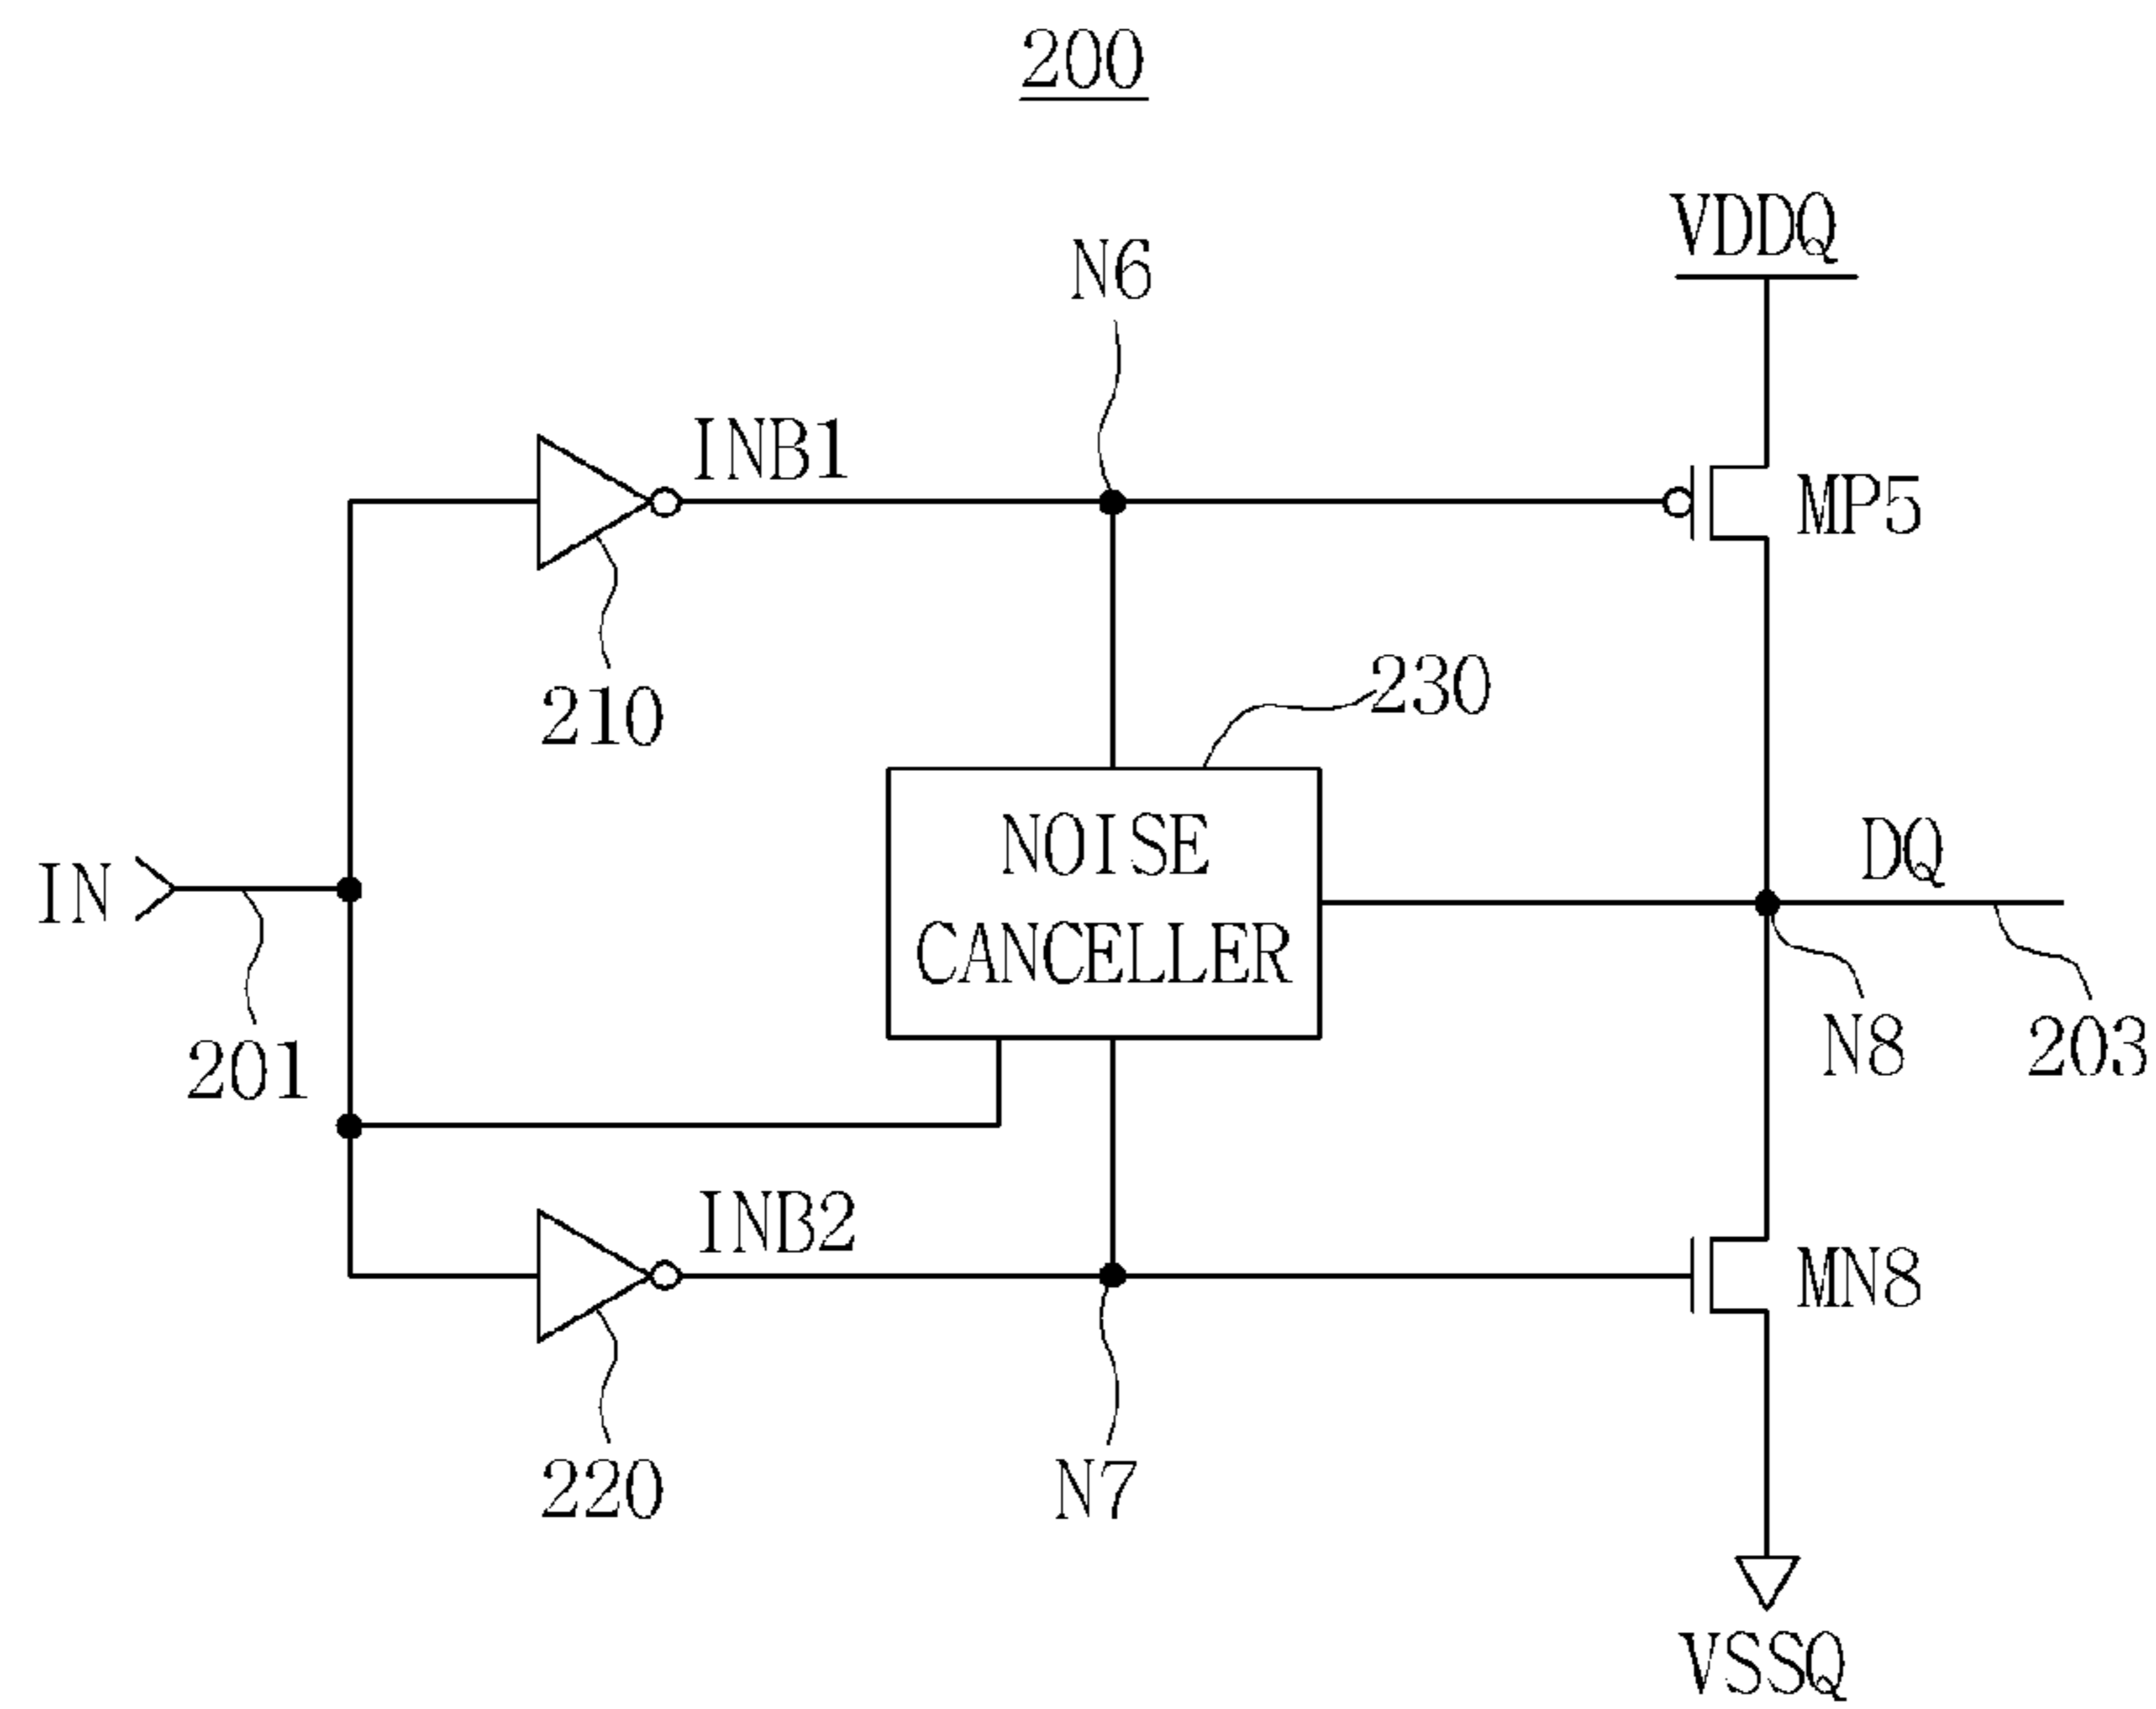 200
VDDQ
N6
INB1
MP5
210
230
NOISE
CANCELLER
DQ
IN
201
N8
203
INB2
MN8
220
N7
VSSQ